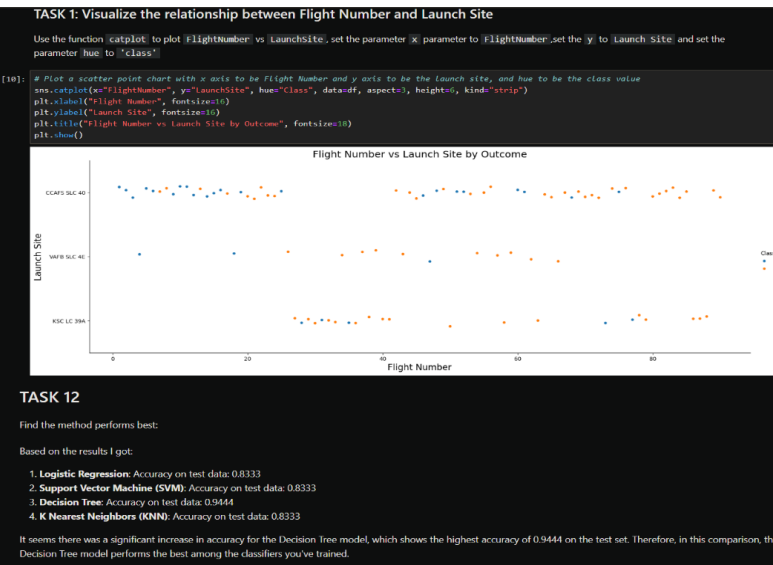 TASK 1: Visualize the relationship between Flight Number and Launch Site
Use the function catplot to plot FlightNumber vs LaunchSite, set the parameter x parameter to FlightNumber,set the y to Launch Site and set the
parameter hue to 'class'
[10]: # Plot a scatter point chart with x axis to be Flight Number and y axis to be the launch site, and hue to be the class value
sns.catplot(x="FlightNumber", y="LaunchSite", hue="Class", data=df, aspect=3, height=6, kind="strip")
plt.xlabel("Flight Number", fontsize=16)
plt.ylabel("Launch Site", fontsize=16)
plt.title("Flight Number vs Launch Site by Outcome", fontsize=18)
plt.show()
Flight Number vs Launch Site by Outcome
CCAFS SLC 40
VAFB SLC 4E
KSC LC 39A
Launch Site
Clas
0 20 40 60 80
Flight Number
TASK 12
Find the method performs best:
Based on the results I got:
1. Logistic Regression: Accuracy on test data: 0.8333
2. Support Vector Machine (SVM): Accuracy on test data: 0.8333
3. Decision Tree: Accuracy on test data: 0.9444
4. K Nearest Neighbors (KNN): Accuracy on test data: 0.8333
It seems there was a significant increase in accuracy for the Decision Tree model, which shows the highest accuracy of 0.9444 on the test set. Therefore, in this comparison, th
Decision Tree model performs the best among the classifiers you've trained.